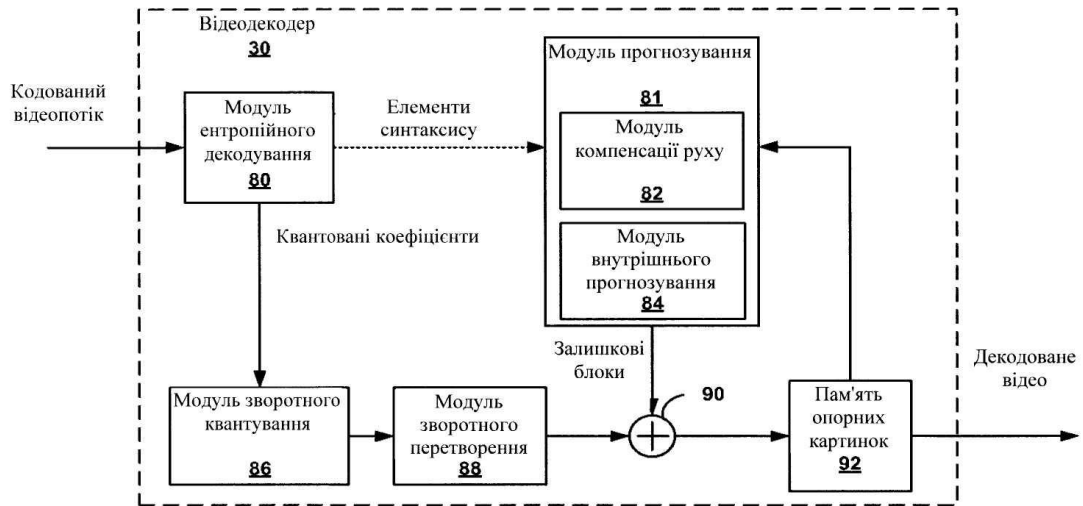 Відеодекодер
30
Кодований
відеопотік
Модуль
ентропійного
декодування
80
Елементи
синтаксису
Модуль прогнозування
81
Модуль
компенсації руху
82
Модуль
внутрішнього
прогнозування
84
Квантовані коефіцієнти
Залишкові
блоки
Декодоване
відео
Модуль зворотного
квантування
86
Модуль
зворотного
перетворення
88
90
Пам'ять
опорних
картинок
92